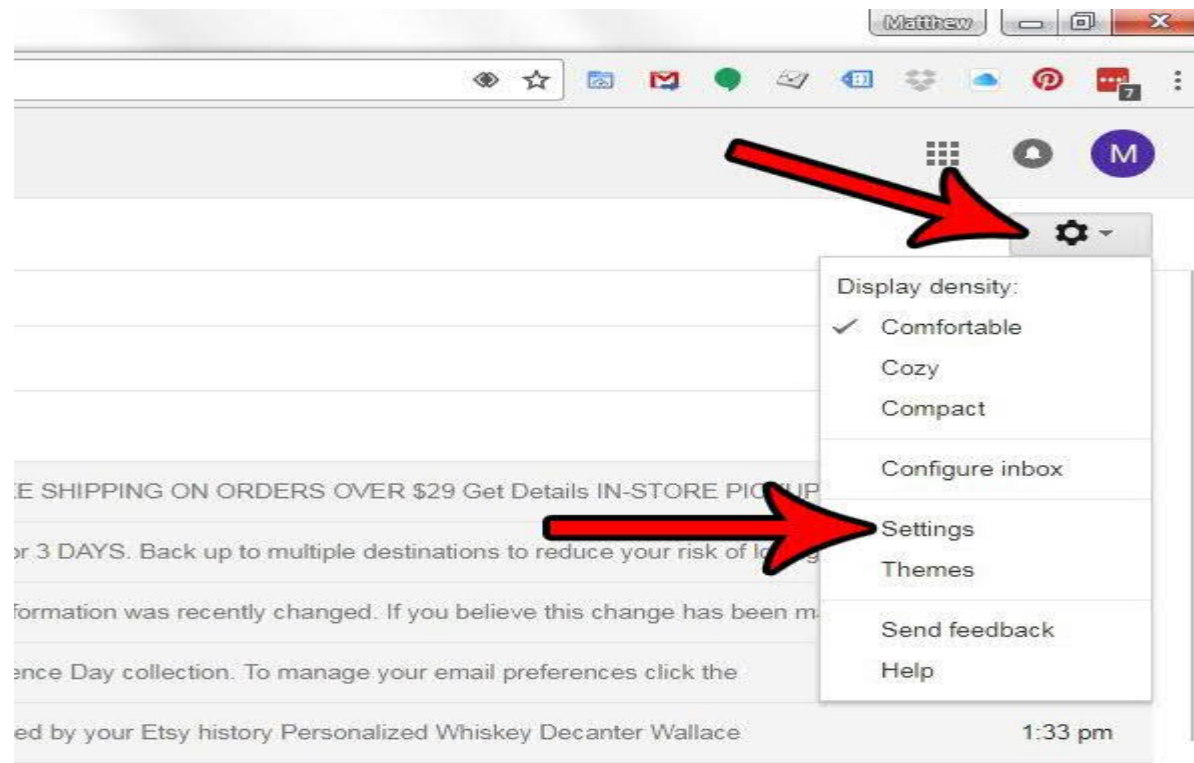 Matthew
7
M
Display density:
Comfortable
Cozy
Compact
Configure inbox
E SHIPPING ON ORDERS OVER $29 Get Details IN-STORE PICKUP
Settings
or 3 DAYS. Back up to multiple destinations to reduce your risk of
Themes
formation was recently changed. If you believe this change has been m
Send feedback
ence Day collection. To manage your email preferences click the
Help
ed by your Etsy history Personalized Whiskey Decanter Wallace 1:33 pm